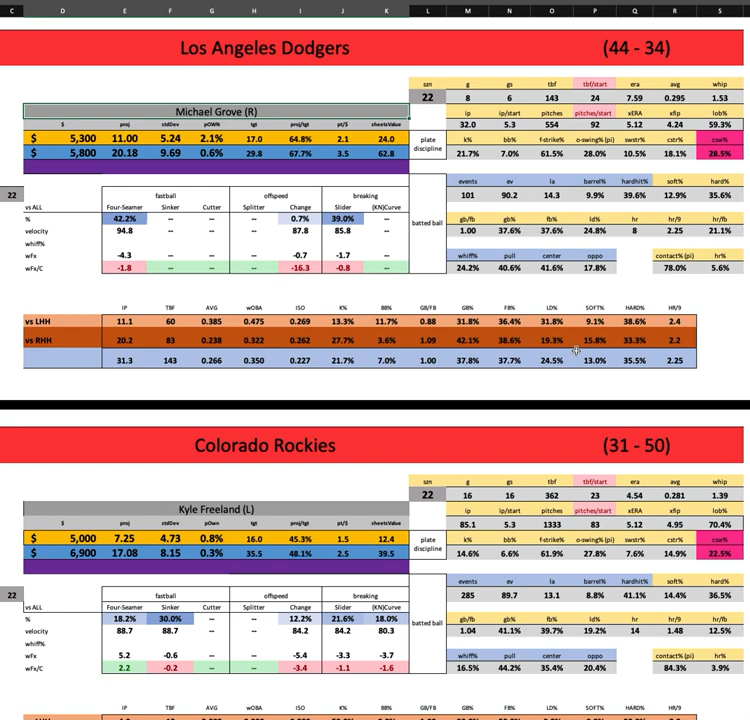 C D E F G H I J K L M N O P Q R S
Los Angeles Dodgers (44 - 34)
szn g gs tbf tbf/start era avg whip
22 8 6 143 24 7.59 0.295 1.53
Michael Grove (R) ip ip/start pitches pitches/start xERA xfip lob%
$ proj stdDev pOWN tgt proj/tgt pt/$ sheetsValue 32.0 5.3 554 92 5.12 4.24 59.3%
$ 5,300 11.00 5.24 2.1% 17.0 64.8% 2.1 24.0 plate discipline k% bb% f-strike% o-swing% (pi) swstr% cstr% csw%
$ 5,800 20.18 9.69 0.6% 29.8 67.7% 3.5 62.8 21.7% 7.0% 61.5% 28.0% 10.5% 18.1% 28.5%
events ev la barrel% hardhit% soft% hard%
22 fastball offspeed breaking 101 90.2 14.3 9.9% 39.6% 12.9% 35.6%
vs ALL Four-Seamer Sinker Cutter Splitter Change Slider (KN)Curve batted ball
% 42.2% -- -- -- 0.7% 39.0% -- gb/fb gb% fb% ld% hr hr/9 hr/fb
velocity 94.8 -- -- -- 87.8 85.8 -- 1.00 37.6% 37.6% 24.8% 8 2.25 21.1%
whiff%
wFx -4.3 -- -- -- -0.7 -1.7 -- whiff% pull center oppo contact% (pi) hr%
wFx/C -1.8 -- -- -- -16.3 -0.8 -- 24.2% 40.6% 41.6% 17.8% 78.0% 5.6%
IP TBF AVG wOBA ISO K% BB% GB/FB GB% FB% LD% SOFT% HARD% HR/9
vs LHH 11.1 60 0.385 0.475 0.269 13.3% 11.7% 0.88 31.8% 36.4% 31.8% 9.1% 38.6% 2.4
vs RHH 20.2 83 0.238 0.322 0.262 27.7% 3.6% 1.09 42.1% 38.6% 19.3% 15.8% 33.3% 2.2
31.3 143 0.266 0.350 0.227 21.7% 7.0% 1.00 37.8% 37.7% 24.5% 13.0% 35.5% 2.25
Colorado Rockies (31 - 50)
szn g gs tbf tbf/start era avg whip
22 16 16 362 23 4.54 0.281 1.39
Kyle Freeland (L) ip ip/start pitches pitches/start xERA xfip lob%
$ proj stdDev pOwn tgt proj/tgt pt/$ sheetsValue 85.1 5.3 1333 83 5.12 4.95 70.4%
$ 5,000 7.25 4.73 0.8% 16.0 45.3% 1.5 12.4 plate discipline k% bb% f-strike% o-swing% (pi) swstr% cstr% csw%
$ 6,900 17.08 8.15 0.3% 35.5 48.1% 2.5 39.5 14.6% 6.6% 61.9% 27.8% 7.6% 14.9% 22.5%
events ev la barrel% hardhit% soft% hard%
22 fastball offspeed breaking 285 89.7 13.1 8.8% 41.1% 14.4% 36.5%
vs ALL Four-Seamer Sinker Cutter Splitter Change Slider (KN)Curve batted ball
% 18.2% 30.0% -- -- 12.2% 21.6% 18.0% gb/fb gb% fb% ld% hr hr/9 hr/fb
velocity 88.7 88.7 -- -- 84.2 84.2 80.3 1.04 41.1% 39.7% 19.2% 14 1.48 12.5%
whiff%
wFx 5.2 -0.6 -- -- -5.4 -3.3 -3.7 whiff% pull center oppo contact% (pi) hr%
wFx/C 2.2 -0.2 -- -- -3.4 -1.1 -1.6 16.5% 44.2% 35.4% 20.4% 84.3% 3.9%
IP TBF AVG wOBA ISO K% BB% GB/FB GB% FB% LD% SOFT% HARD% HR/9